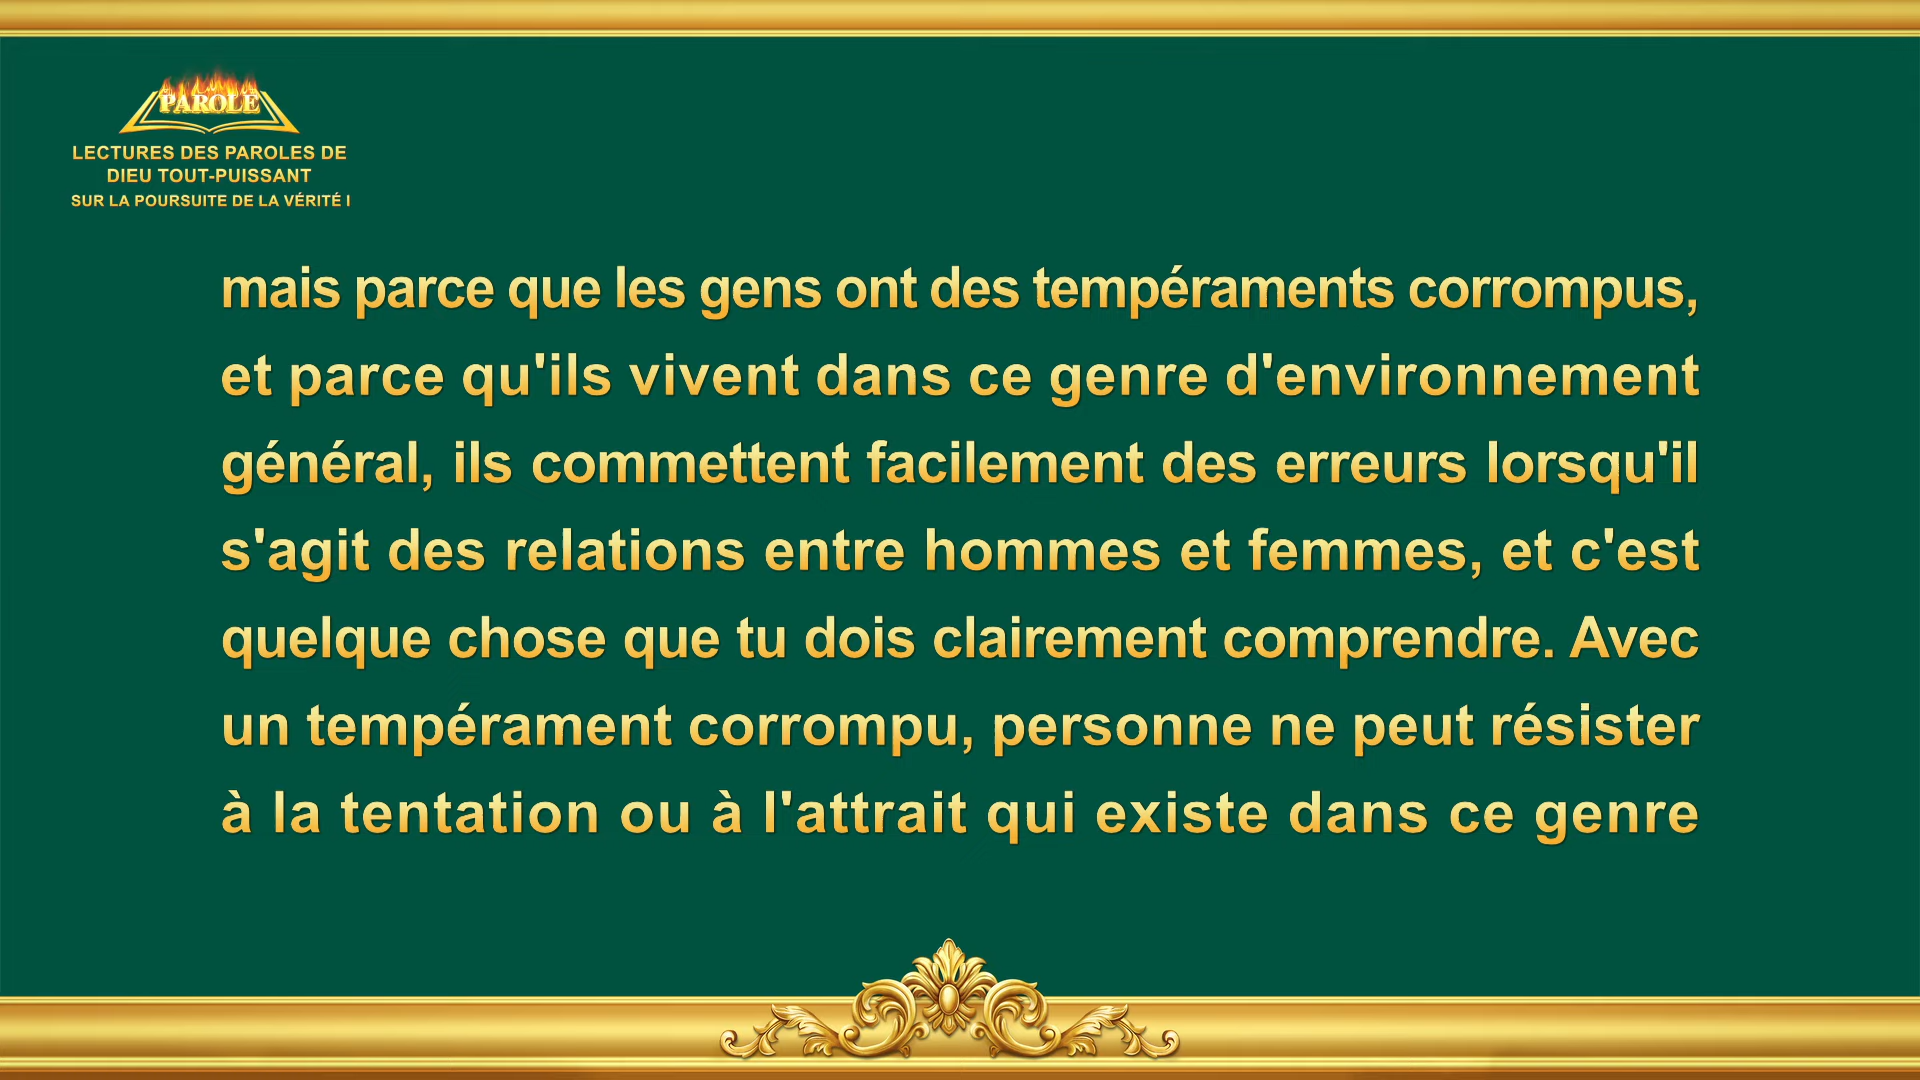 PAROLE
LECTURES DES PAROLES DE
DIEU TOUT-PUISSANT
SUR LA POURSUITE DE LA VÉRITÉ I
mais parce que les gens ont des tempéraments corrompus,
et parce qu'ils vivent dans ce genre d'environnement
général, ils commettent facilement des erreurs lorsqu'il
s'agit des relations entre hommes et femmes, et c'est
quelque chose que tu dois clairement comprendre. Avec
un tempérament corrompu, personne ne peut résister
à la tentation ou à l'attrait qui existe dans ce genre